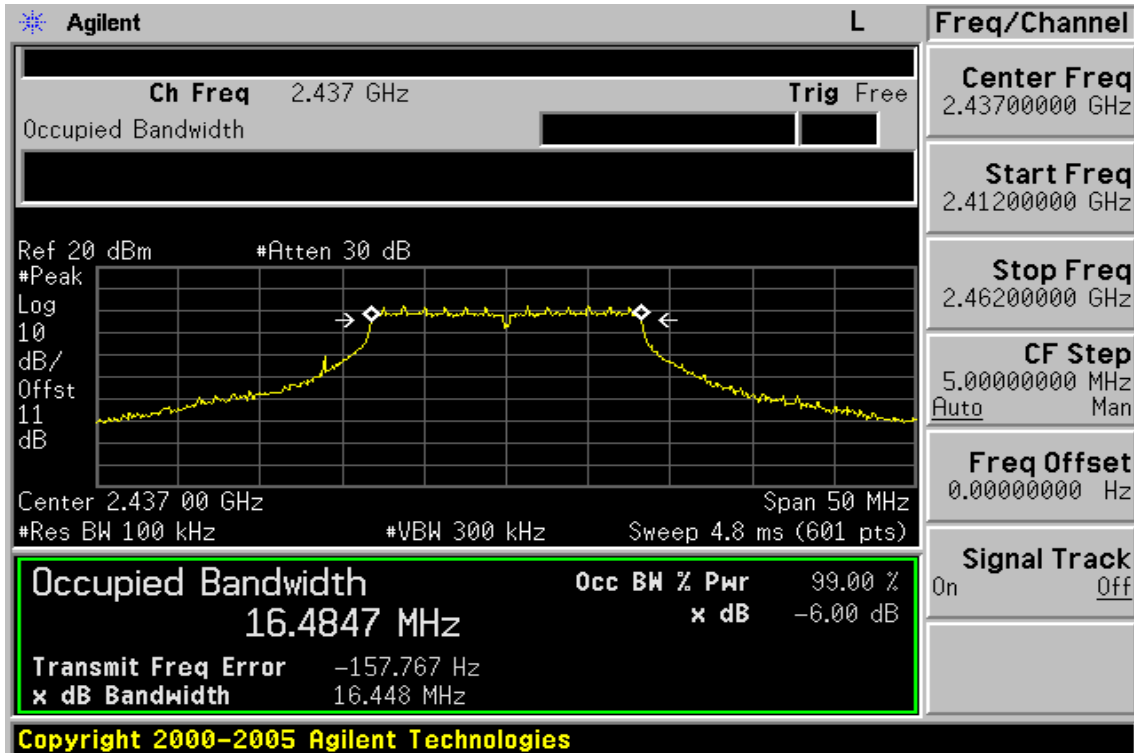 Agilent L
Ch Freq 2.437 GHz Trig Free
Occupied Bandwidth
Ref 20 dBm #Atten 30 dB
#Peak
Log
10
dB/
Offst
11
dB
Center 2.437 00 GHz Span 50 MHz
#Res BW 100 kHz #VBW 300 kHz Sweep 4.8 ms (601 pts)
Occupied Bandwidth Occ BW % Pwr 99.00 %
16.4847 MHz x dB -6.00 dB
Transmit Freq Error -157.767 Hz
x dB Bandwidth 16.448 MHz
Copyright 2000-2005 Agilent Technologies
Freq/Channel
Center Freq
2.43700000 GHz
Start Freq
2.41200000 GHz
Stop Freq
2.46200000 GHz
CF Step
5.00000000 MHz
Auto Man
Freq Offset
0.00000000 Hz
Signal Track
On Off